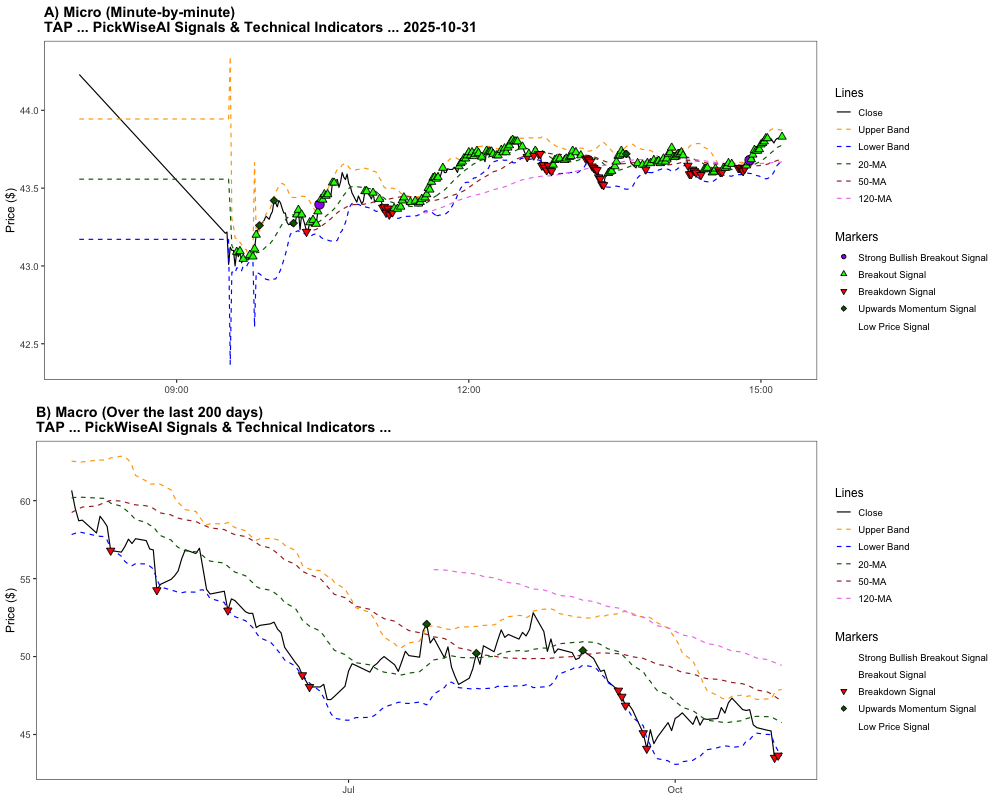 A) Micro (Minute-by-minute)
TAP ... PickWiseAI Signals & Technical Indicators ... 2025-10-31
Price ($)
44.0
43.5
43.0
42.5
09:00
12:00
15:00
Lines
Close
Upper Band
Lower Band
20-MA
50-MA
120-MA
Markers
Strong Bullish Breakout Signal
Breakout Signal
Breakdown Signal
Upwards Momentum Signal
Low Price Signal
B) Macro (Over the last 200 days)
TAP ... PickWiseAI Signals & Technical Indicators ...
Price ($)
60
55
50
45
Jul
Oct
Lines
Close
Upper Band
Lower Band
20-MA
50-MA
120-MA
Markers
Strong Bullish Breakout Signal
Breakout Signal
Breakdown Signal
Upwards Momentum Signal
Low Price Signal